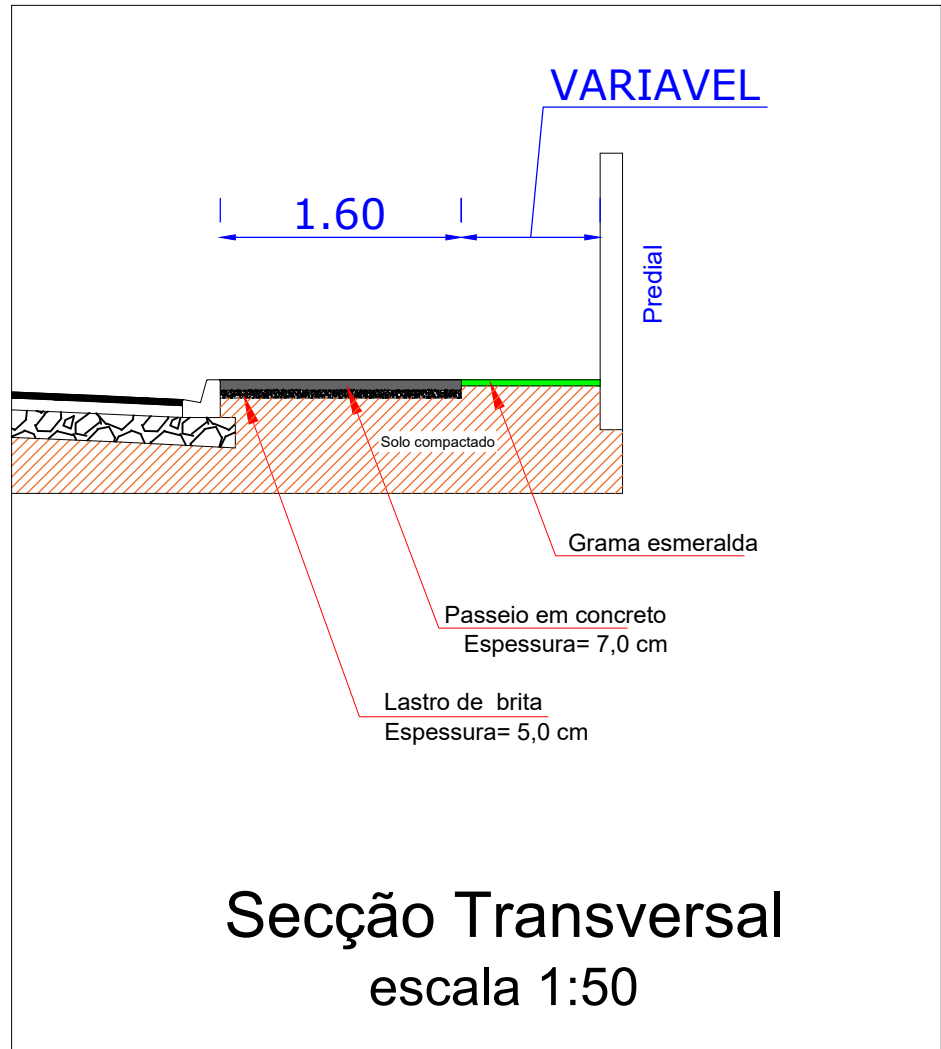 VARIAVEL
1.60
Predial
Solo compactado
Grama esmeralda
Passeio em concreto
Espessura= 7,0 cm
Lastro de brita
Espessura= 5,0 cm
Secção Transversal
escala 1:50